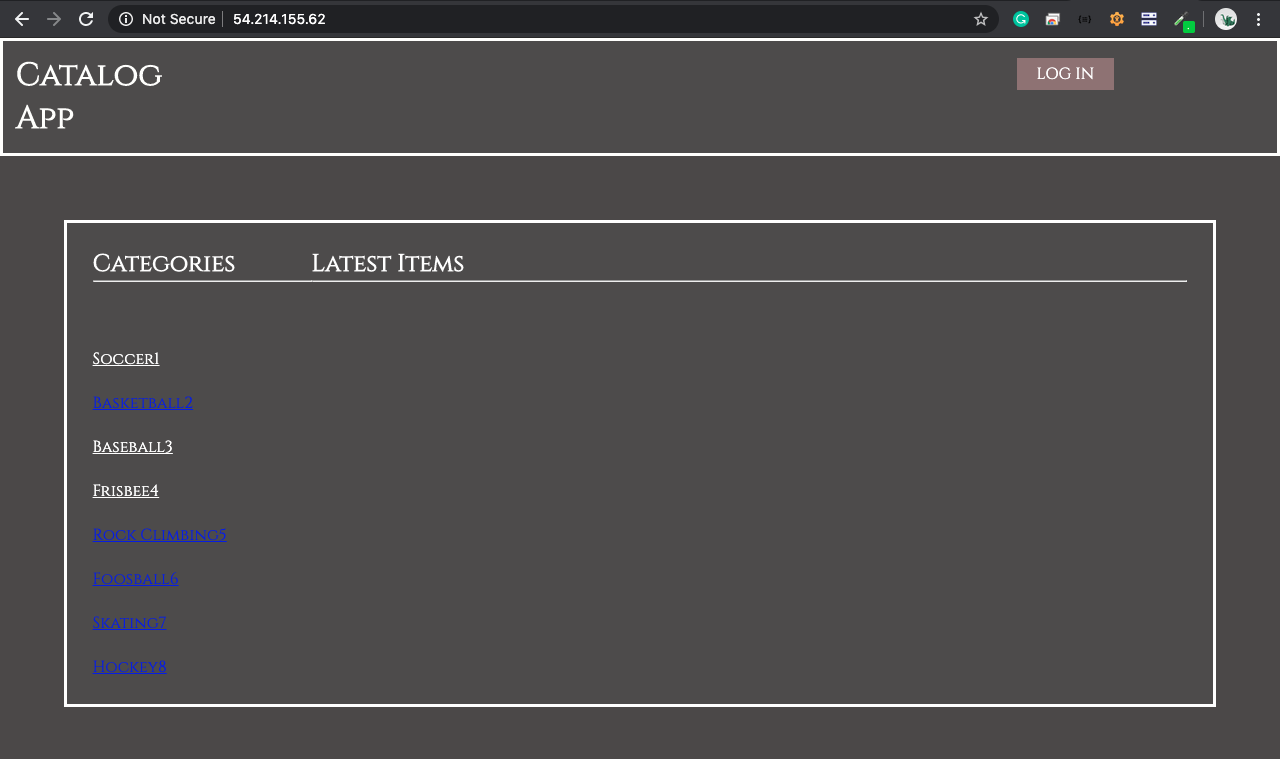 Not Secure 54.214.155.62
Catalog
App
LOG IN
Categories
Latest Items
Soccer1
Basketball2
Baseball3
Frisbee4
Rock Climbing5
Foosball6
Skating7
Hockey8